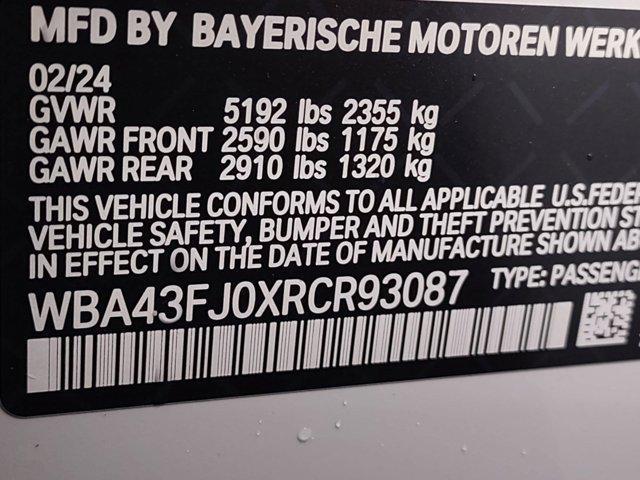 MFD BY BAYERISCHE MOTOREN WERK
02/24
GVWR 5192 lbs 2355 kg
GAWR FRONT 2590 lbs 1175 kg
GAWR REAR 2910 lbs 1320 kg
THIS VEHICLE CONFORMS TO ALL APPLICABLE U.S.FEDE
VEHICLE SAFETY, BUMPER AND THEFT PREVENTION S
IN EFFECT ON THE DATE OF MANUFACTURE SHOWN AB
WBA43FJ0XRCR93087 TYPE: PASSENG